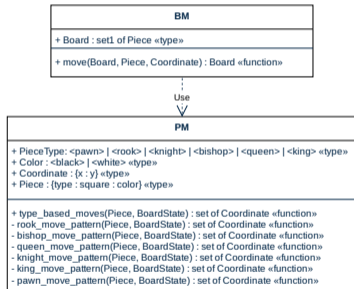 BM
+ Board : set1 of Piece «type»
+ move(Board, Piece, Coordinate) : Board «function»
Use
PM
+ PieceType: <pawn> | <rook> | <knight> | <bishop> | <queen> | <king> «type»
+ Color : <black> | <white> «type»
+ Coordinate : {x : y} «type»
+ Piece : {type : square : color} «type»
+ type_based_moves(Piece, BoardState) : set of Coordinate «function»
- rook_move_pattern(Piece, BoardState) : set of Coordinate «function»
- bishop_move_pattern(Piece, BoardState) : set of Coordinate «function»
- queen_move_pattern(Piece, BoardState) : set of Coordinate «function»
- knight_move_pattern(Piece, BoardState) : set of Coordinate «function»
- king_move_pattern(Piece, BoardState) : set of Coordinate «function»
- pawn_move_pattern(Piece, BoardState) : set of Coordinate «function»